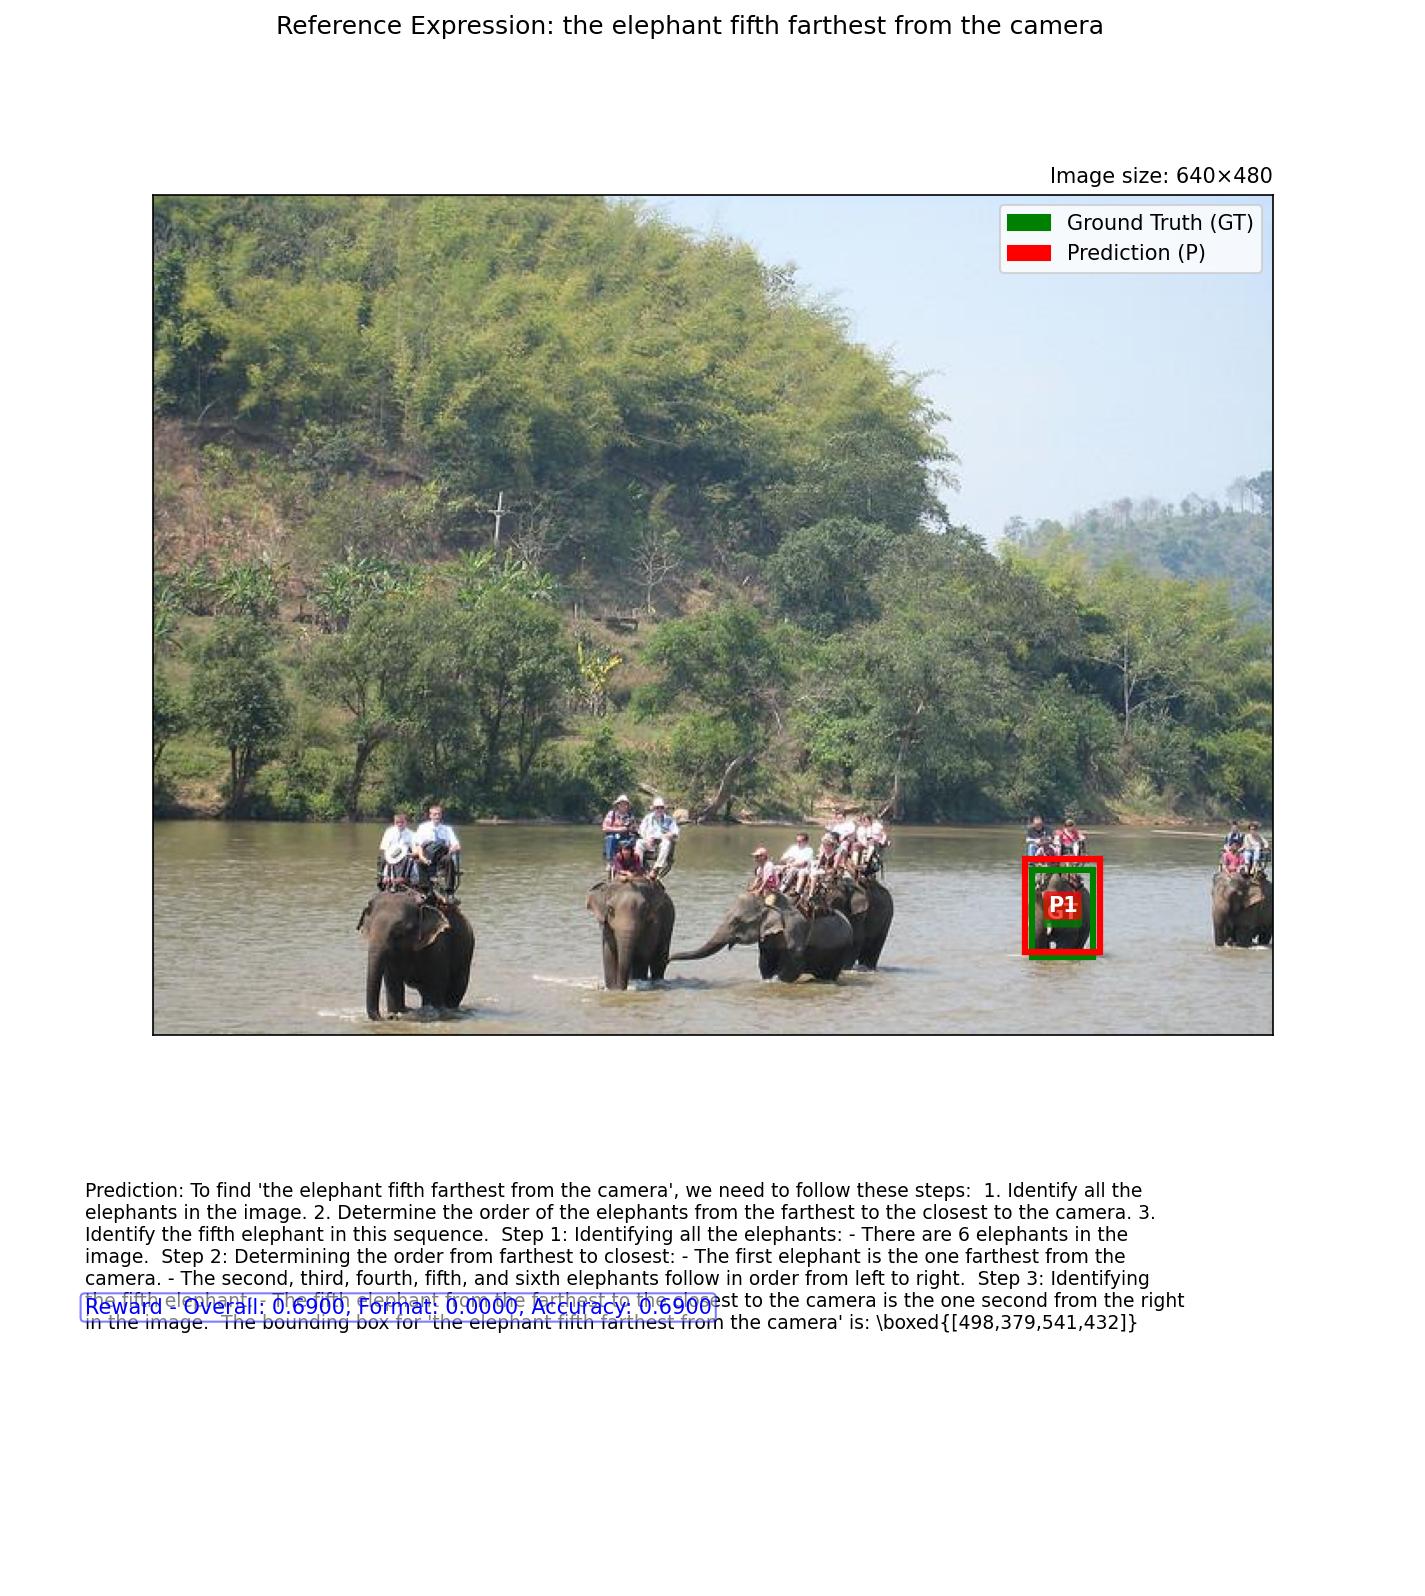 Reference Expression: the elephant fifth farthest from the camera
Image size: 640×480
Ground Truth (GT)
Prediction (P)
P1
Prediction: To find 'the elephant fifth farthest from the camera', we need to follow these steps:  1. Identify all the
elephants in the image. 2. Determine the order of the elephants from the farthest to the closest to the camera. 3.
Identify the fifth elephant in this sequence.  Step 1: Identifying all the elephants: - There are 6 elephants in the
image.  Step 2: Determining the order from farthest to closest: - The first elephant is the one farthest from the
camera. - The second, third, fourth, fifth, and sixth elephants follow in order from left to right.  Step 3: Identifying
the fifth elephant: - The fifth elephant from the farthest to the closest to the camera is the one second from the right
Reward - Overall: 0.6900, Format: 0.0000, Accuracy: 0.6900
in the image.  The bounding box for 'the elephant fifth farthest from the camera' is: \boxed{[498,379,541,432]}